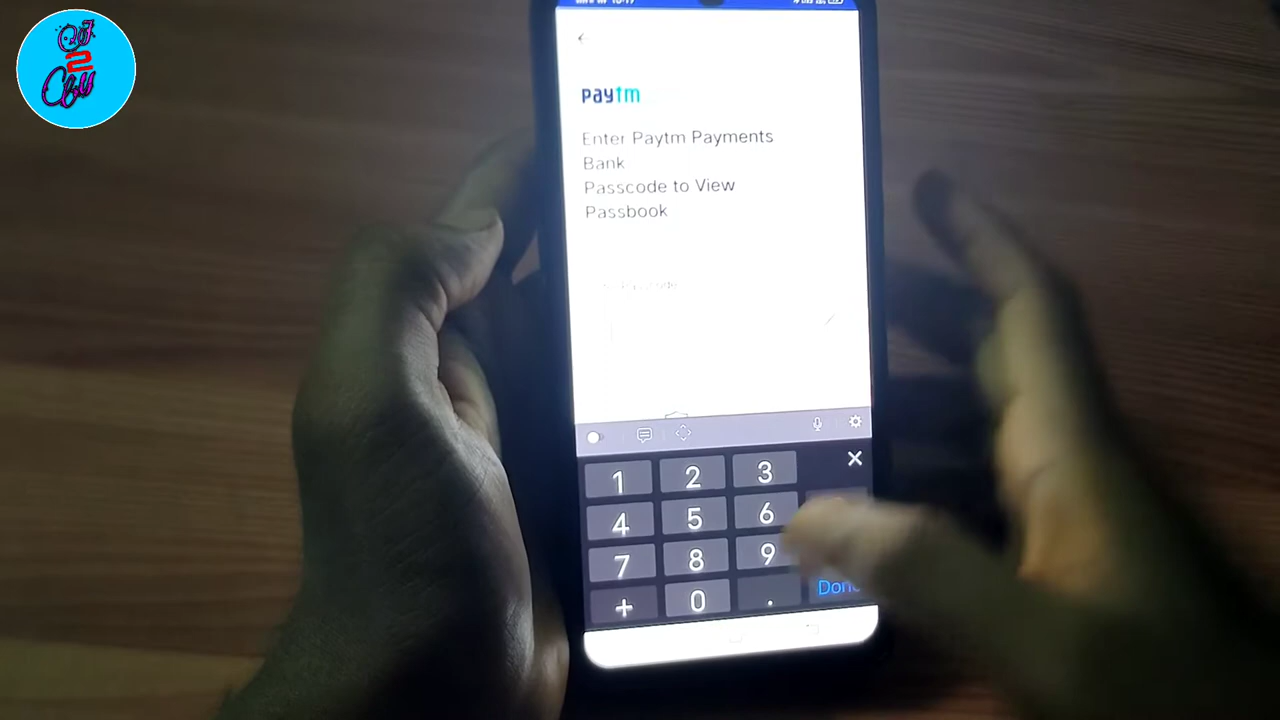 paytm
Enter Paytm Payments
Bank
Passcode to View
Passbook
1 2 3
4 5 6
7 8 9
+ 0 .
Done